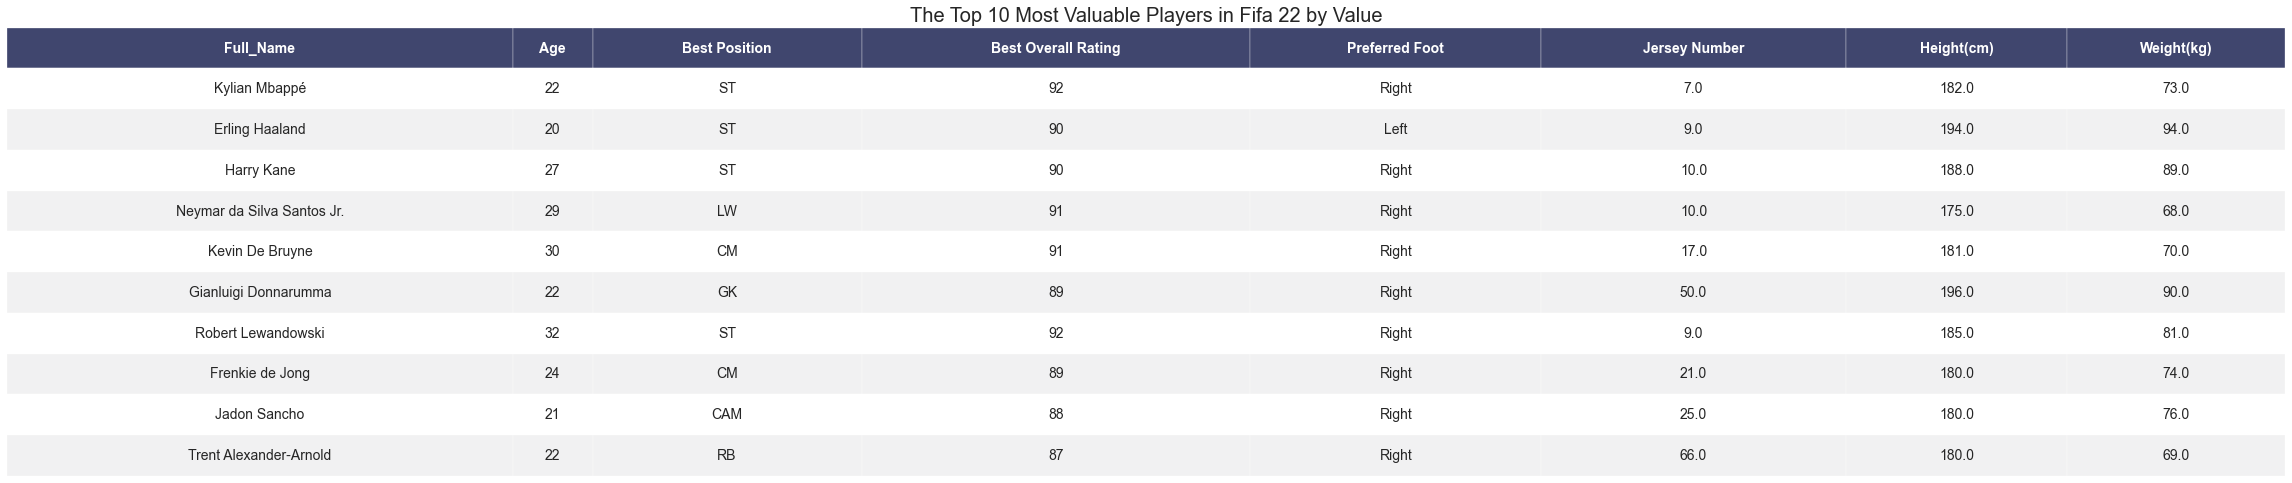 The Top 10 Most Valuable Players in Fifa 22 by Value
Full_Name Age Best Position Best Overall Rating Preferred Foot Jersey Number Height(cm) Weight(kg)
Kylian Mbappé 22 ST 92 Right 7.0 182.0 73.0
Erling Haaland 20 ST 90 Left 9.0 194.0 94.0
Harry Kane 27 ST 90 Right 10.0 188.0 89.0
Neymar da Silva Santos Jr. 29 LW 91 Right 10.0 175.0 68.0
Kevin De Bruyne 30 CM 91 Right 17.0 181.0 70.0
Gianluigi Donnarumma 22 GK 89 Right 50.0 196.0 90.0
Robert Lewandowski 32 ST 92 Right 9.0 185.0 81.0
Frenkie de Jong 24 CM 89 Right 21.0 180.0 74.0
Jadon Sancho 21 CAM 88 Right 25.0 180.0 76.0
Trent Alexander-Arnold 22 RB 87 Right 66.0 180.0 69.0